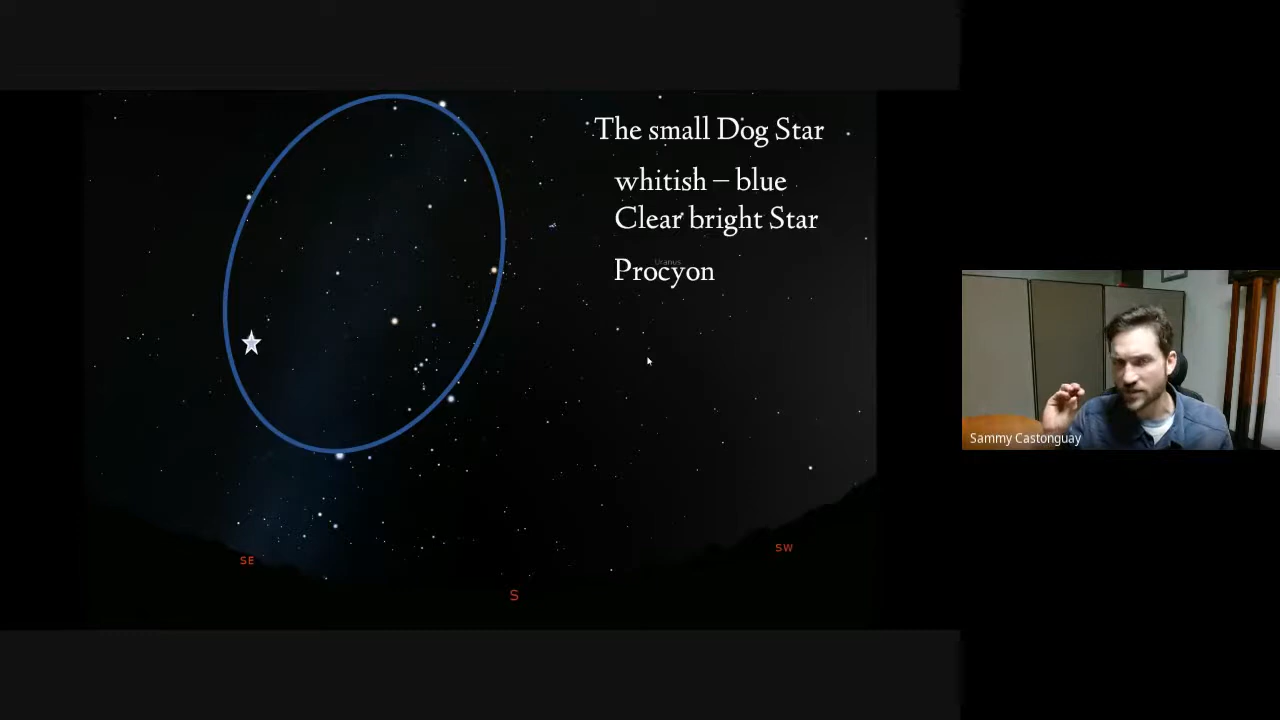 The small Dog Star
whitish – blue
Clear bright Star
Uranus
Procyon
Sammy Castonguay
SW
SE
S